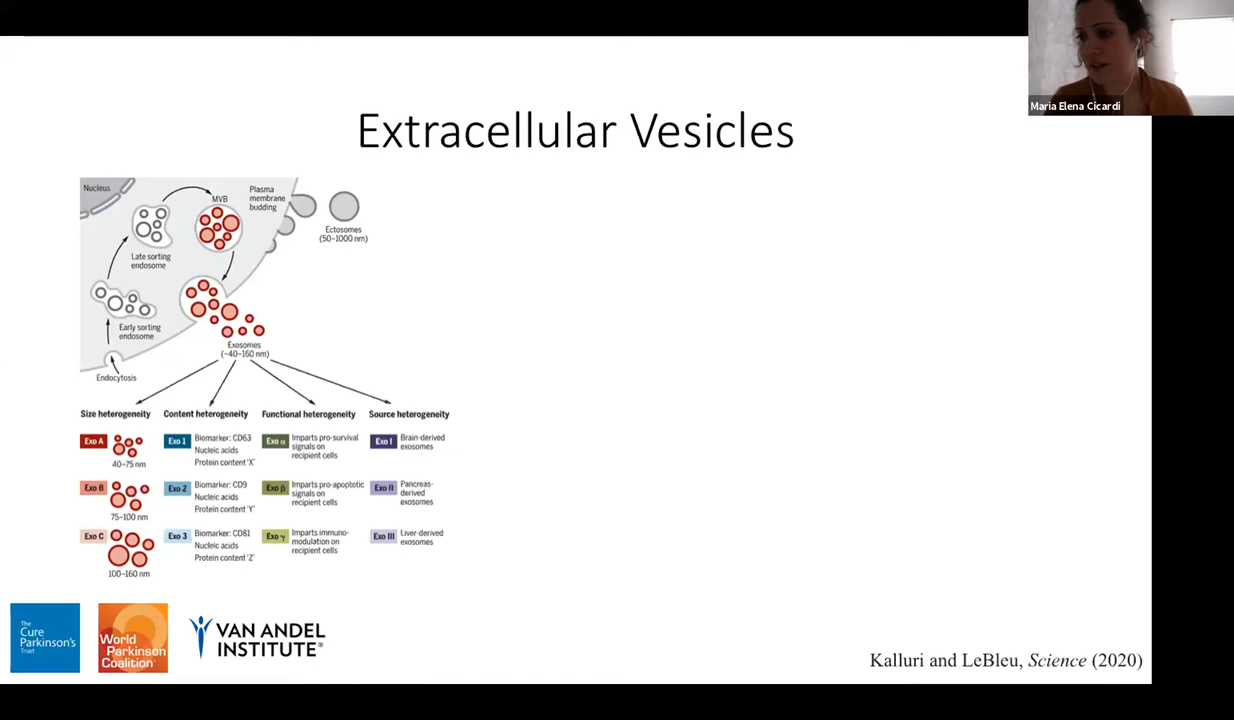 Maria Elena Cicardi
Extracellular Vesicles
Nucleus
MVB
Plasma
membrane
budding
Ectosomes
(50–1000 nm)
Late sorting
endosome
Early sorting
endosome
Exosomes
(~40–160 nm)
Endocytosis
Size heterogeneity
Content heterogeneity
Functional heterogeneity
Source heterogeneity
Exo A
40–75 nm
Exo 1
Biomarker: CD63
Nucleic acids
Protein content 'X'
Exo α
Imparts pro-survival
signals on
recipient cells
Exo I
Brain-derived
exosomes
Exo B
75–100 nm
Exo 2
Biomarker: CD9
Nucleic acids
Protein content 'Y'
Exo β
Imparts pro-apoptotic
signals on
recipient cells
Exo II
Pancreas-
derived
exosomes
Exo C
100–160 nm
Exo 3
Biomarker: CD81
Nucleic acids
Protein content 'Z'
Exo γ
Imparts immuno-
modulation on
recipient cells
Exo III
Liver-derived
exosomes
The
Cure
Parkinson's
Trust
World
Parkinson
Coalition
VAN ANDEL
INSTITUTE®
Kalluri and LeBleu, Science (2020)